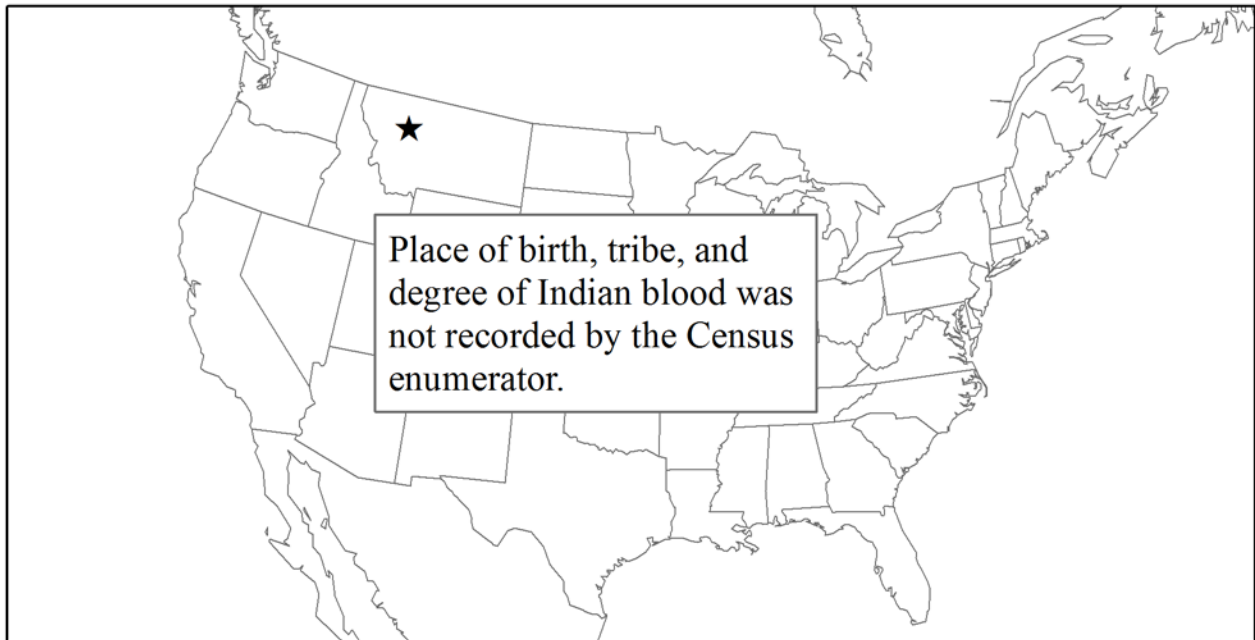 Place of birth, tribe, and
degree of Indian blood was
not recorded by the Census
enumerator.